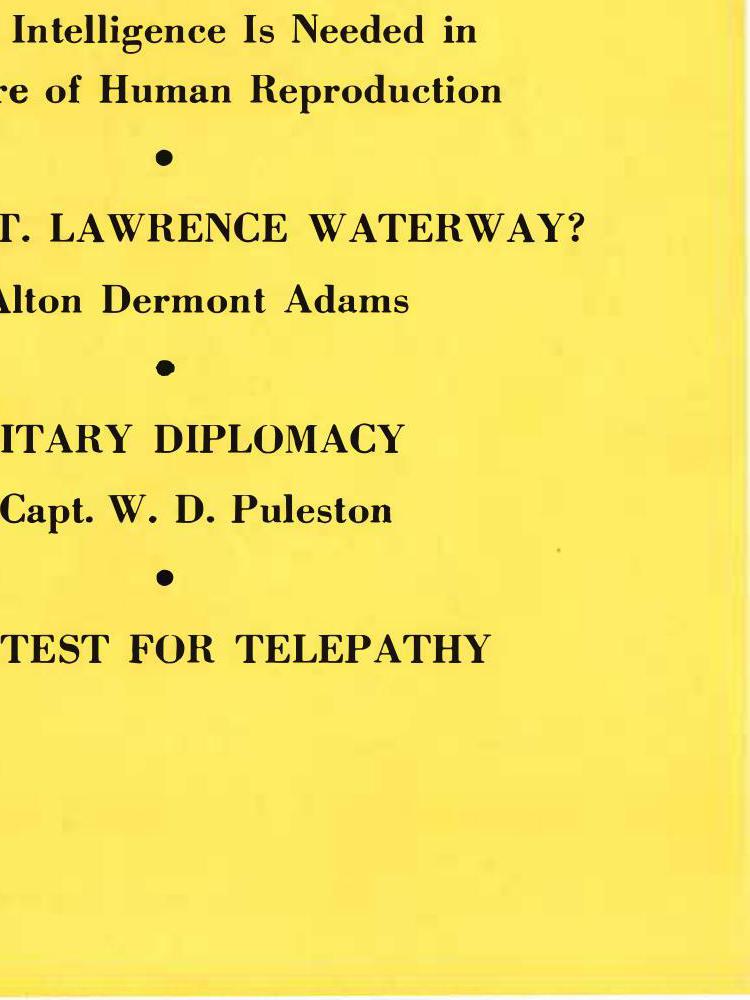 Intelligence Is Needed in
re of Human Reproduction
T. LAWRENCE WATERWAY?
Alton Dermont Adams
ITARY DIPLOMACY
Capt. W. D. Puleston
TEST FOR TELEPATHY